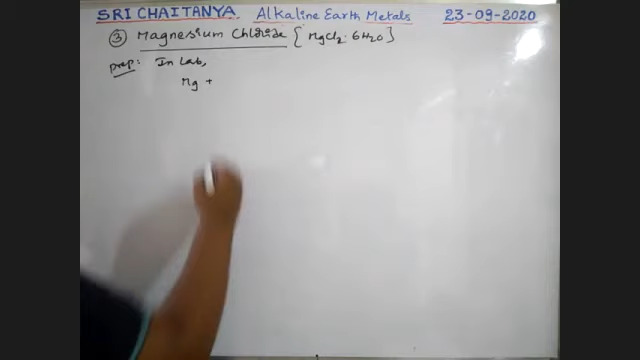 SRI CHAITANYA Alkaline Earth Metals 23-09-2020
③ Magnesium Chloride { MgCl2. 6H2O }
prep: In Lab,
Mg +